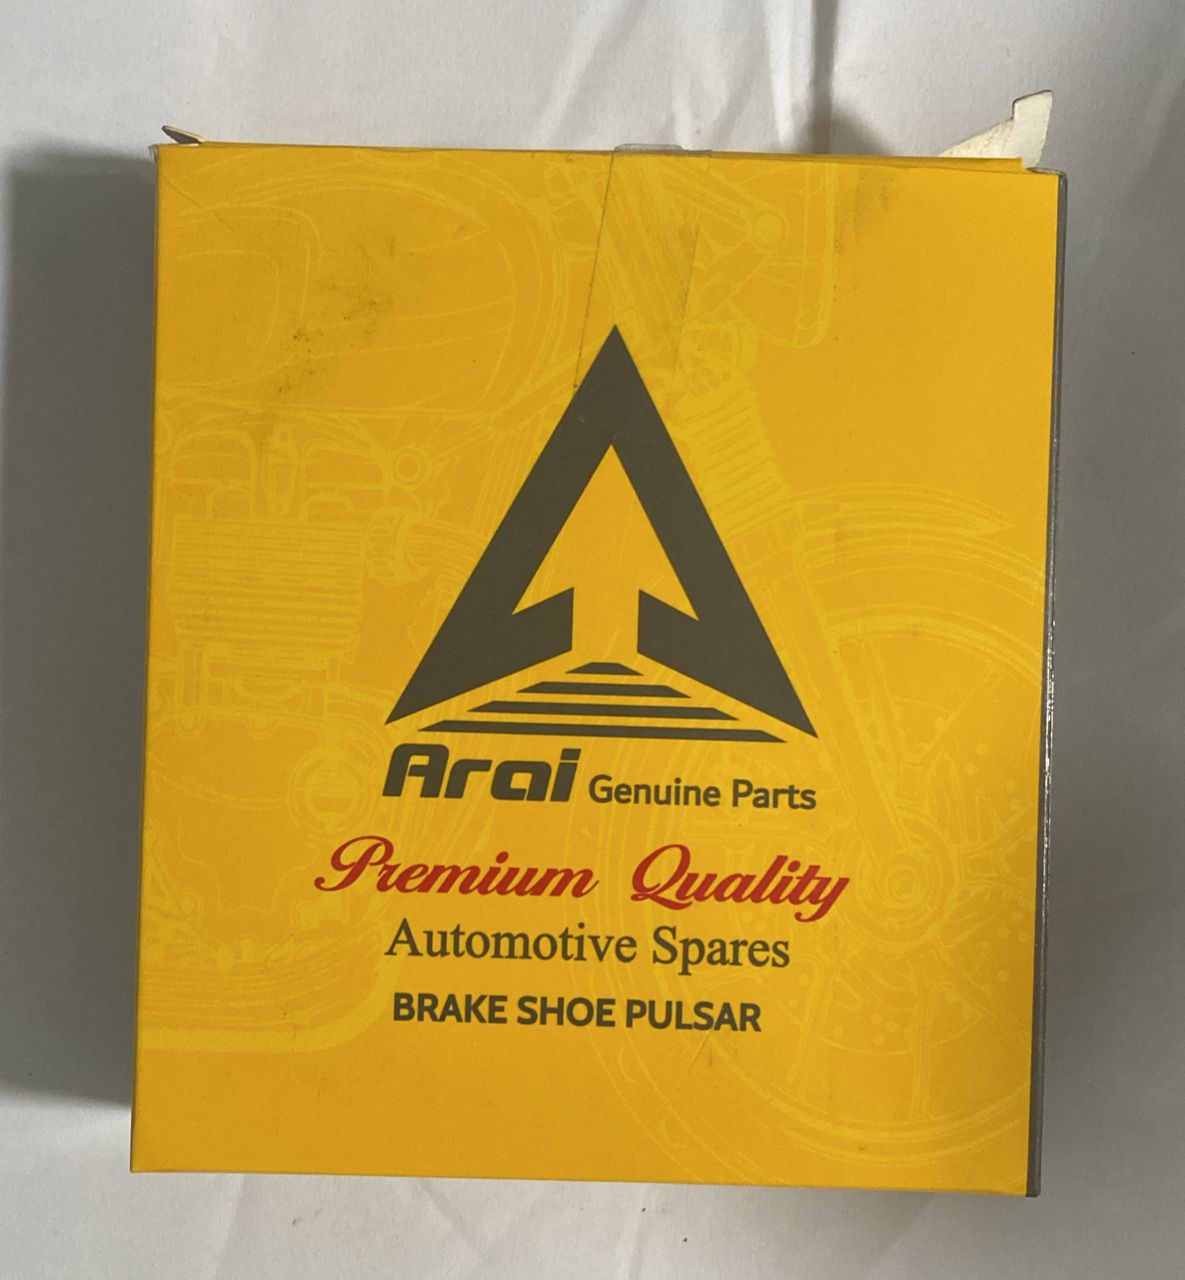 Arai Genuine Parts
Premium Quality
Automotive Spares
BRAKE SHOE PULSAR